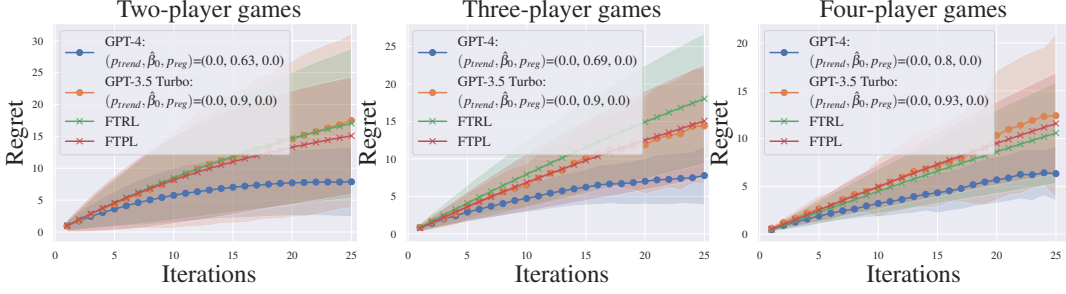 Two-player games
Regret
30
25
20
15
10
5
0
GPT-4:
(p_trend, β̂_0, p_reg)=(0.0, 0.63, 0.0)
GPT-3.5 Turbo:
(p_trend, β̂_0, p_reg)=(0.0, 0.9, 0.0)
FTRL
FTPL
0 5 10 15 20 25
Iterations
Three-player games
Regret
25
20
15
10
5
0
GPT-4:
(p_trend, β̂_0, p_reg)=(0.0, 0.69, 0.0)
GPT-3.5 Turbo:
(p_trend, β̂_0, p_reg)=(0.0, 0.9, 0.0)
FTRL
FTPL
0 5 10 15 20 25
Iterations
Four-player games
Regret
20
15
10
5
0
GPT-4:
(p_trend, β̂_0, p_reg)=(0.0, 0.8, 0.0)
GPT-3.5 Turbo:
(p_trend, β̂_0, p_reg)=(0.0, 0.93, 0.0)
FTRL
FTPL
0 5 10 15 20 25
Iterations